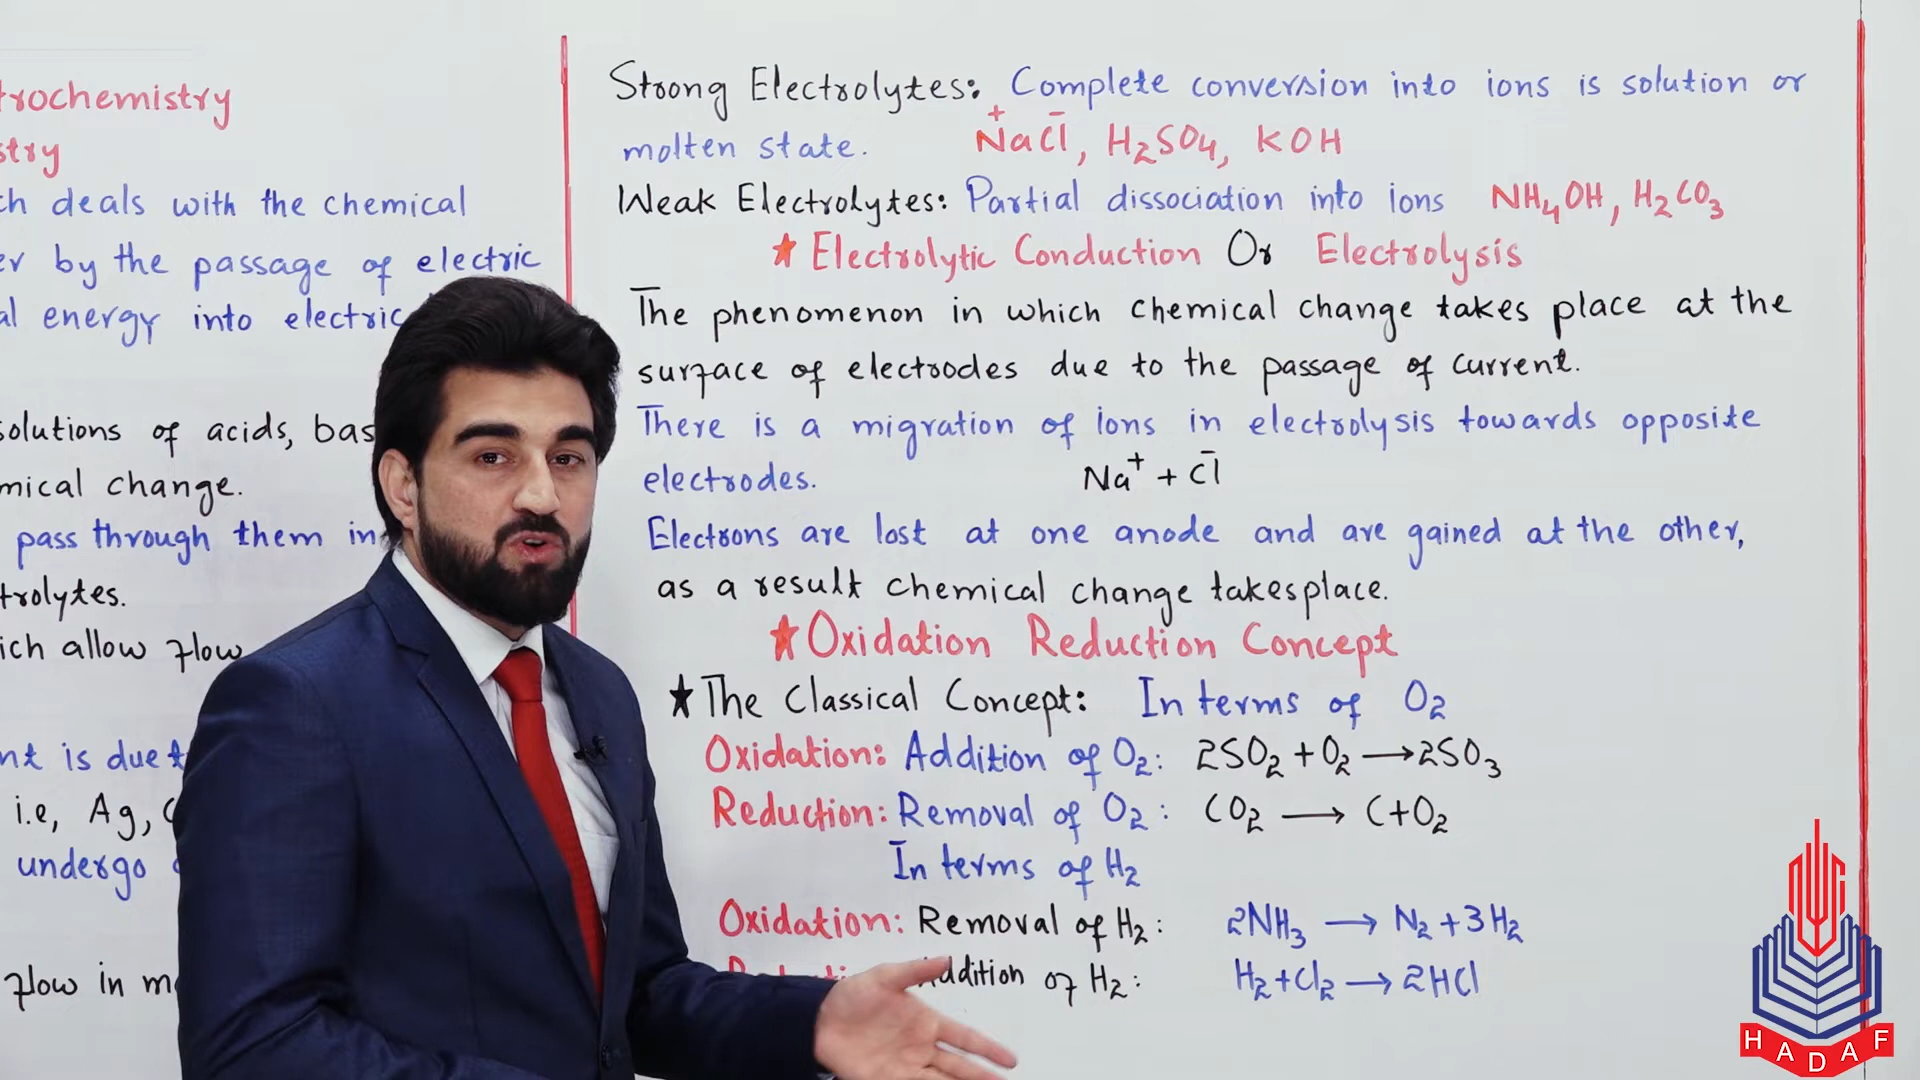 trochemistry
stry
ch deals with the chemical
er by the passage of electric
al energy into electric
solutions of acids, bas
mical change.
pass through them in
trolytes.
ich allow flow
nt is due t
i.e, Ag, C
undergo
flow in m
Strong Electrolytes: Complete conversion into ions is solution or
molten state. N⁺aCl⁻, H₂SO₄, KOH
Weak Electrolytes: Partial dissociation into ions NH₄OH, H₂CO₃
★ Electrolytic Conduction Or Electrolysis
The phenomenon in which chemical change takes place at the
surface of electrodes due to the passage of current.
There is a migration of ions in electrolysis towards opposite
electrodes. Na⁺ + Cl⁻
Electrons are lost at one anode and are gained at the other,
as a result chemical change takes place.
★ Oxidation Reduction Concept
★ The Classical Concept: In terms of O₂
Oxidation: Addition of O₂: 2SO₂ + O₂ → 2SO₃
Reduction: Removal of O₂: CO₂ → C + O₂
In terms of H₂
Oxidation: Removal of H₂: 2NH₃ → N₂ + 3H₂
Addition of H₂: H₂ + Cl₂ → 2HCl
HADAF